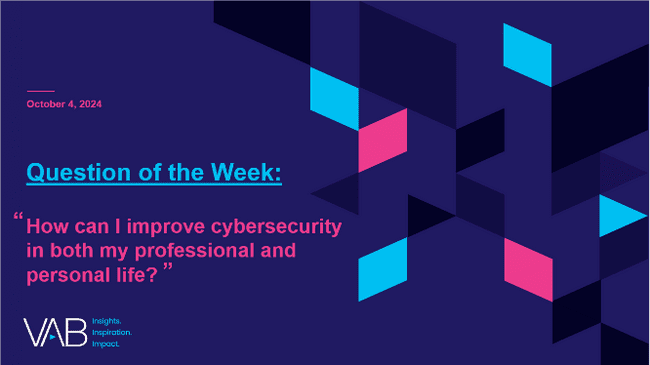 October 4, 2024
Question of the Week:
“How can I improve cybersecurity
in both my professional and
personal life?”
VAB
Insights.
Inspiration.
Impact.